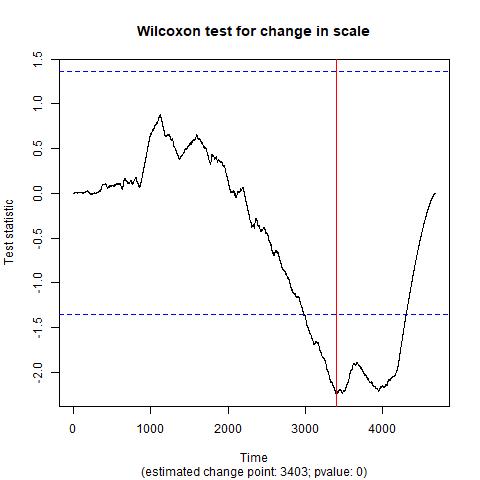 Wilcoxon test for change in scale
Test statistic
1.5
1.0
0.5
0.0
-0.5
-1.0
-1.5
-2.0
0 1000 2000 3000 4000
Time
(estimated change point: 3403; pvalue: 0)